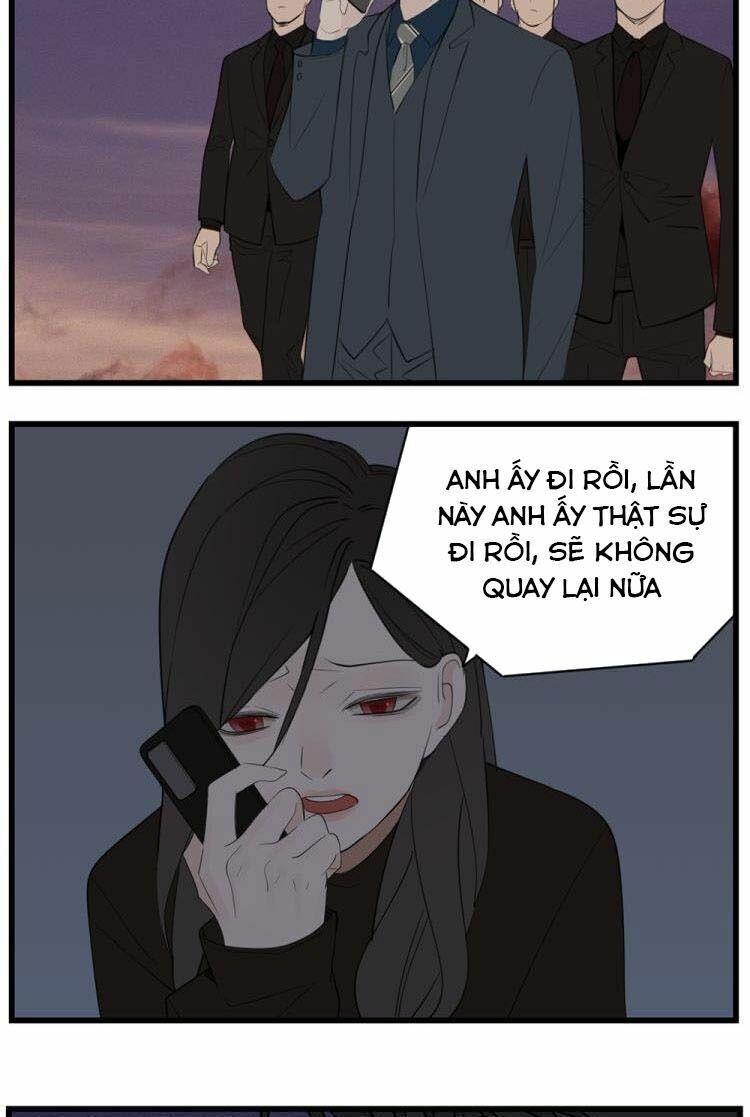 ANH ẤY ĐI RỒI, LẦN
NÀY ANH ẤY THẬT SỰ
ĐI RỒI, SẼ KHÔNG
QUAY LẠI NỮA